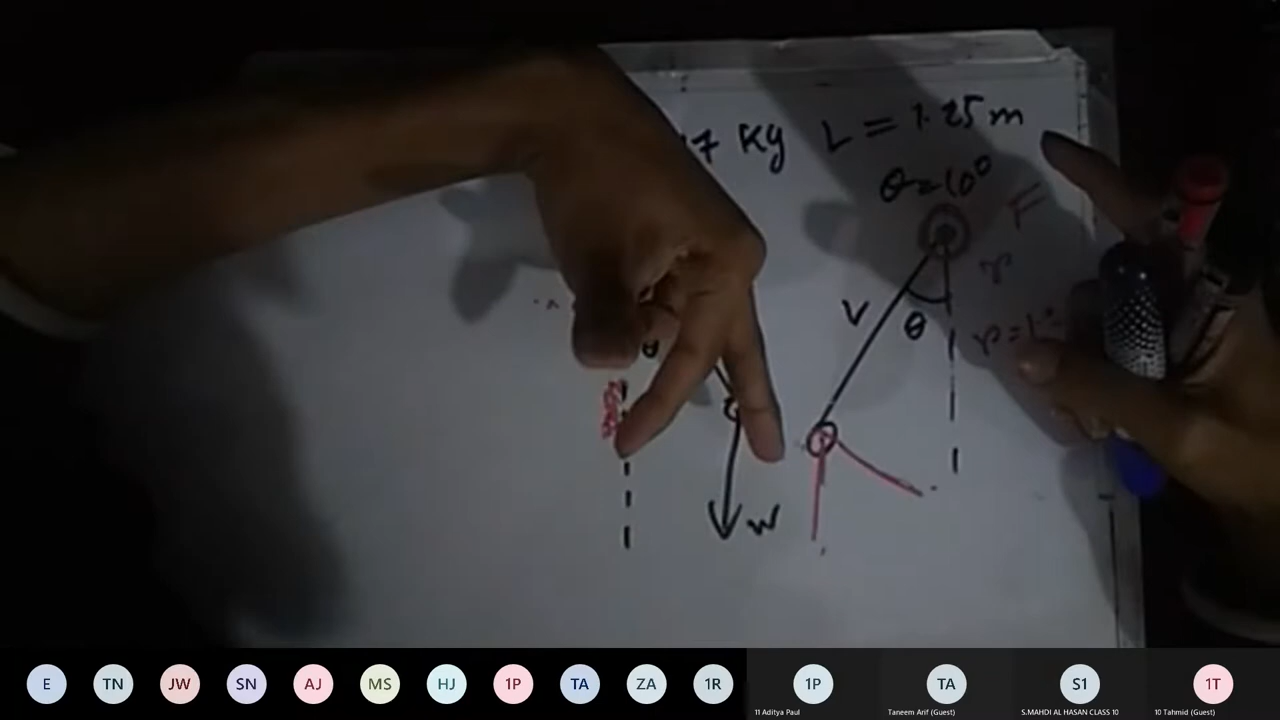 7 Kg L = 1.25 m
θ = 10°
F
r
V
θ
θ
W
E
TN
JW
SN
AJ
MS
HJ
1P
TA
ZA
1R
1P
TA
S1
1T
11 Aditya Paul
Taneem Arif (Guest)
S.MAHDI AL HASAN CLASS 10
10 Tahmid (Guest)